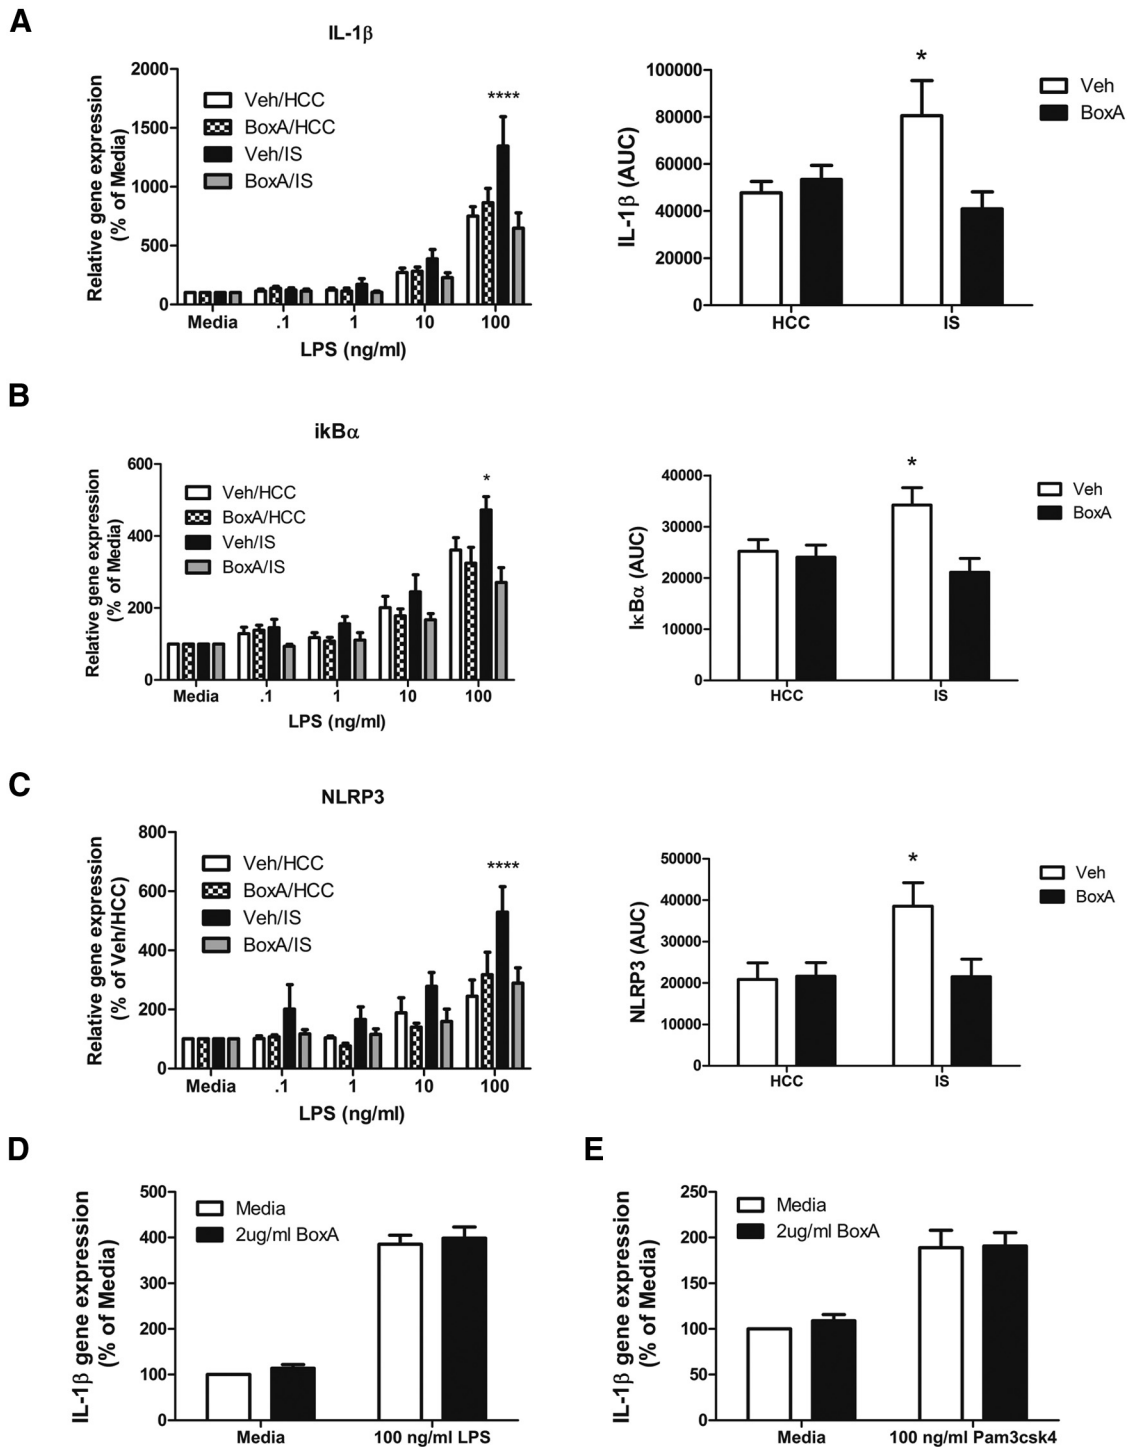 A
IL-1β
Relative gene expression
(% of Media)
2000
1500
1000
500
0
Veh/HCC
BoxA/HCC
Veh/IS
BoxA/IS
****
Media .1 1 10 100
LPS (ng/ml)
IL-1β (AUC)
100000
80000
60000
40000
20000
0
*
Veh
BoxA
HCC IS
B
ikBα
Relative gene expression
(% of Media)
600
400
200
0
Veh/HCC
BoxA/HCC
Veh/IS
BoxA/IS
*
Media .1 1 10 100
LPS (ng/ml)
IκBα (AUC)
40000
30000
20000
10000
0
*
Veh
BoxA
HCC IS
C
NLRP3
Relative gene expression
(% of Veh/HCC)
800
600
400
200
0
Veh/HCC
BoxA/HCC
Veh/IS
BoxA/IS
****
Media .1 1 10 100
LPS (ng/ml)
NLRP3 (AUC)
50000
40000
30000
20000
10000
0
*
Veh
BoxA
HCC IS
D
IL-1β gene expression
(% of Media)
500
400
300
200
100
0
Media
2ug/ml BoxA
Media 100 ng/ml LPS
E
IL-1β gene expression
(% of Media)
250
200
150
100
50
0
Media
2ug/ml BoxA
Media 100 ng/ml Pam3csk4